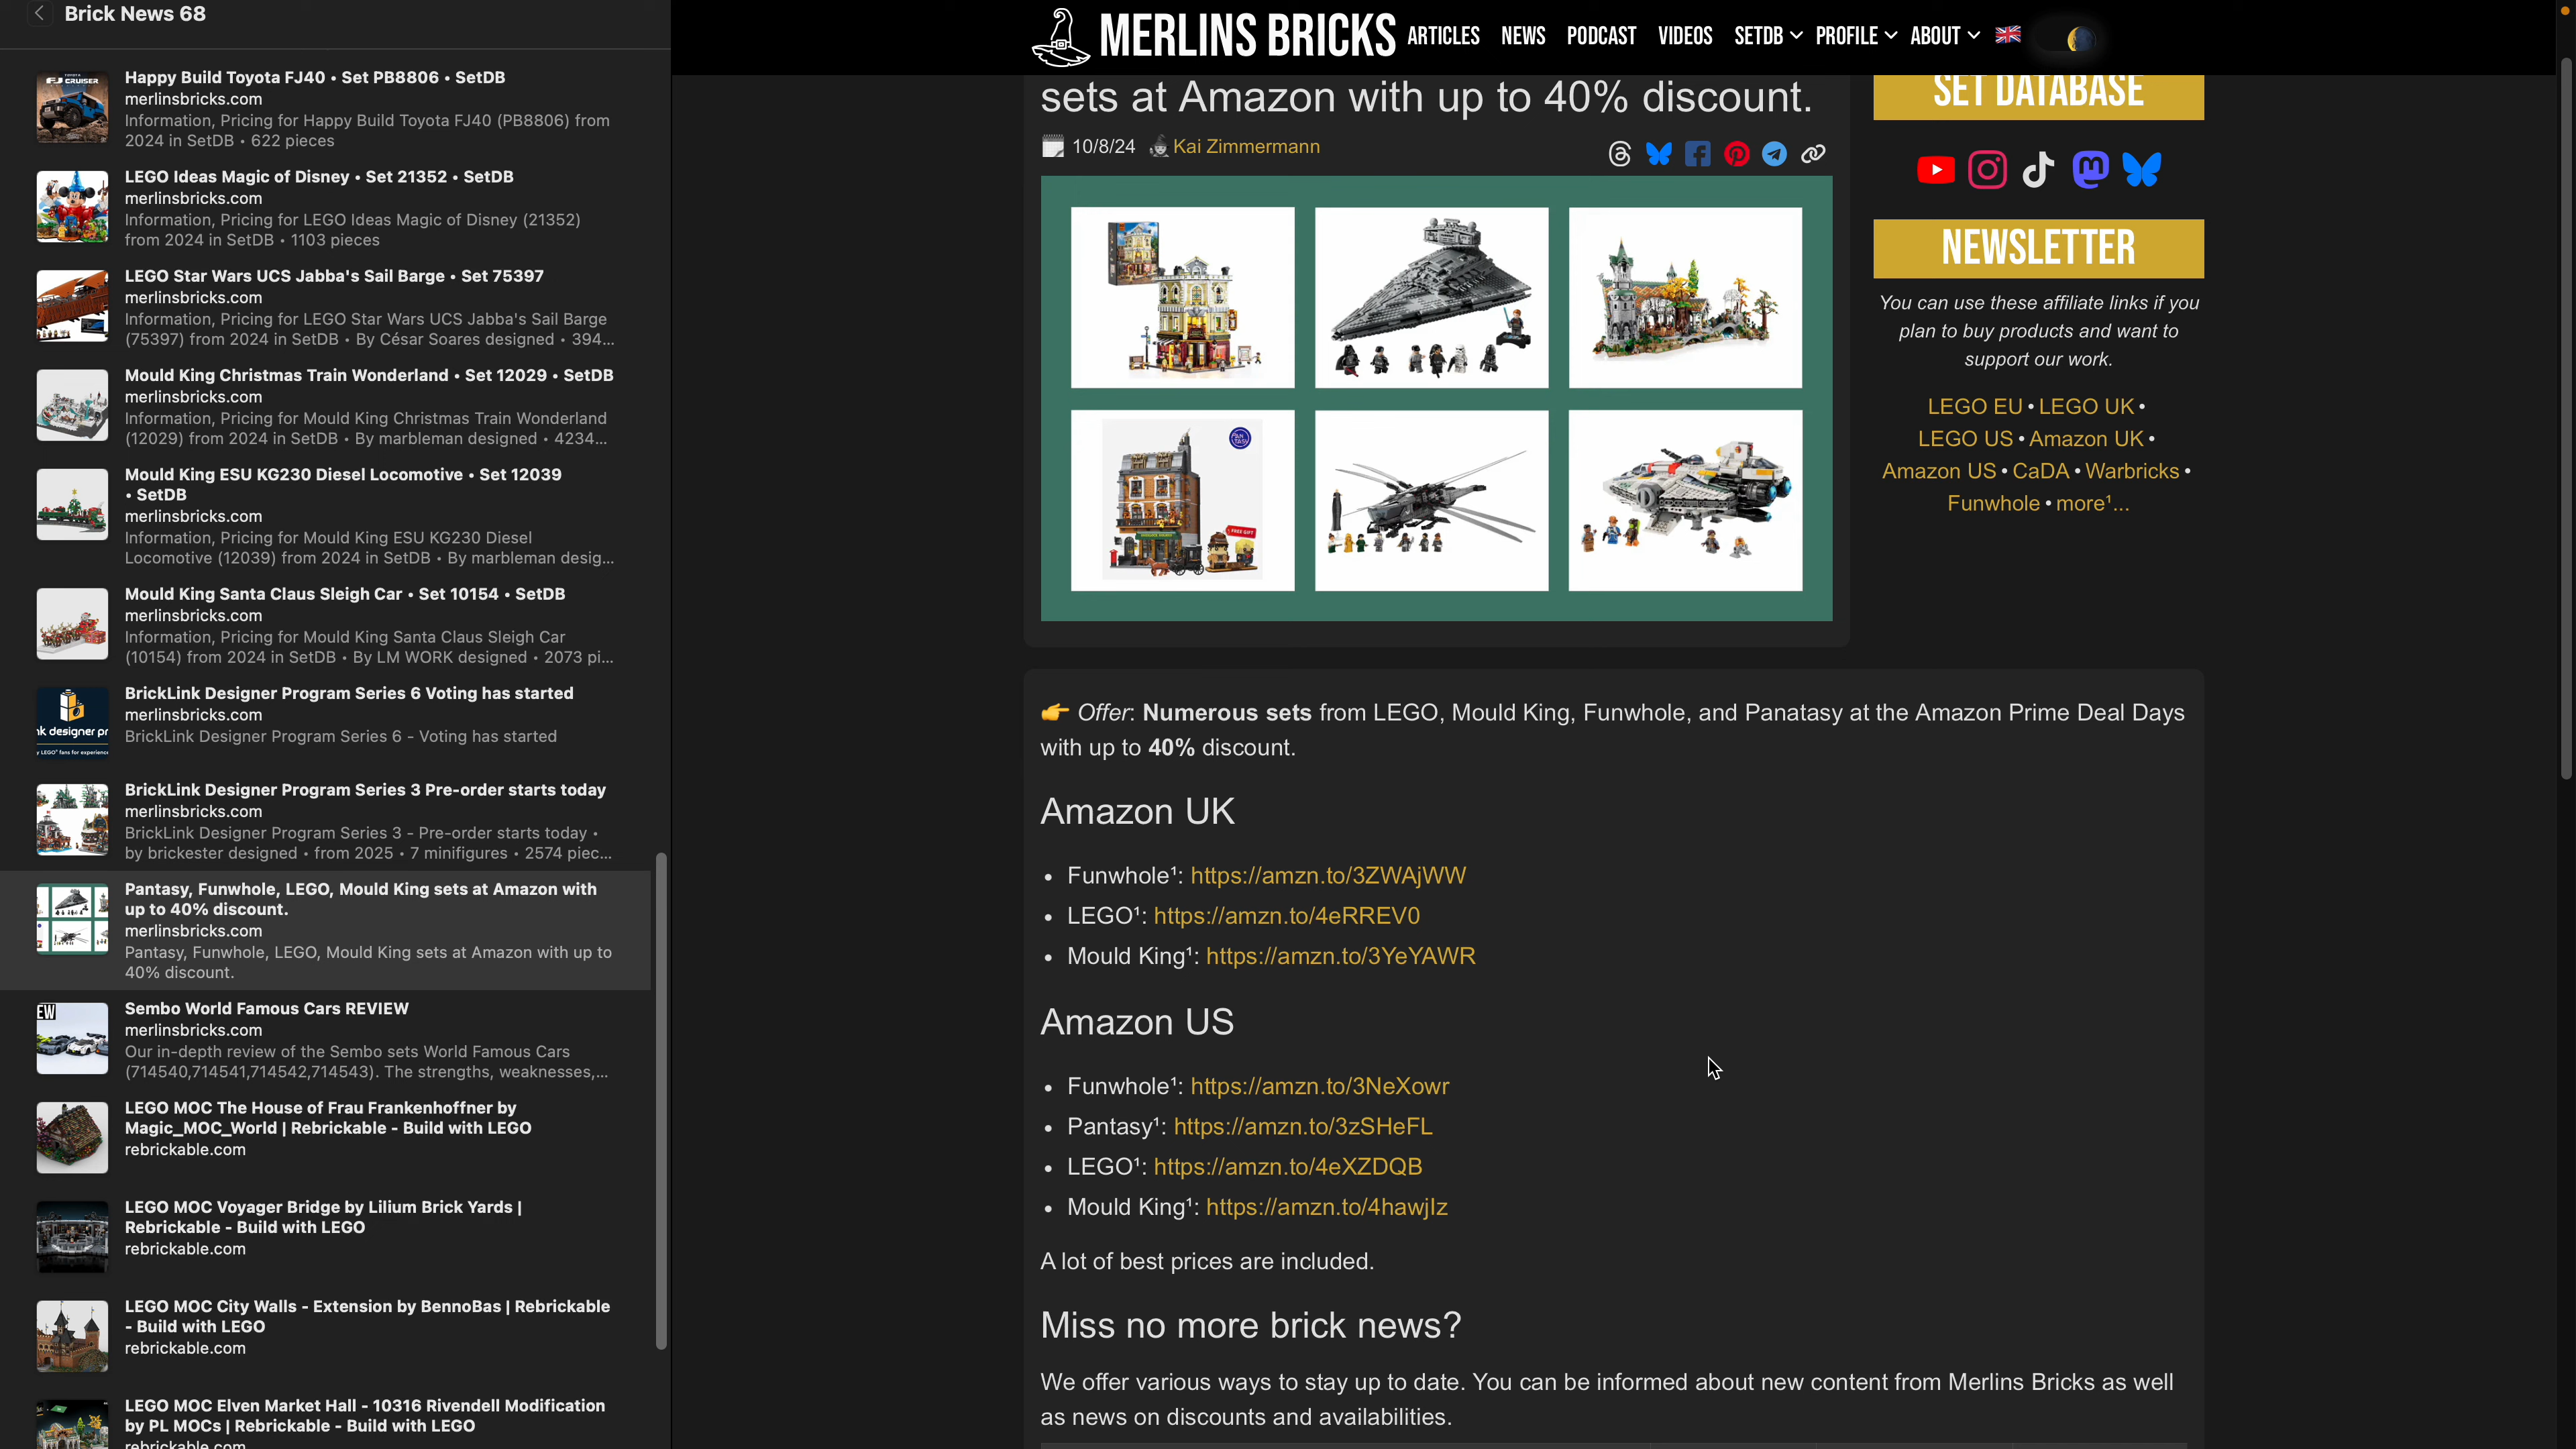 Brick News 68
Happy Build Toyota FJ40 • Set PB8806 • SetDB
merlinsbricks.com
Information, Pricing for Happy Build Toyota FJ40 (PB8806) from
2024 in SetDB • 622 pieces
LEGO Ideas Magic of Disney • Set 21352 • SetDB
merlinsbricks.com
Information, Pricing for LEGO Ideas Magic of Disney (21352)
from 2024 in SetDB • 1103 pieces
LEGO Star Wars UCS Jabba's Sail Barge • Set 75397
merlinsbricks.com
Information, Pricing for LEGO Star Wars UCS Jabba's Sail Barge
(75397) from 2024 in SetDB • By César Soares designed • 394...
Mould King Christmas Train Wonderland • Set 12029 • SetDB
merlinsbricks.com
Information, Pricing for Mould King Christmas Train Wonderland
(12029) from 2024 in SetDB • By marbleman designed • 4234...
Mould King ESU KG230 Diesel Locomotive • Set 12039
• SetDB
merlinsbricks.com
Information, Pricing for Mould King ESU KG230 Diesel
Locomotive (12039) from 2024 in SetDB • By marbleman desig...
Mould King Santa Claus Sleigh Car • Set 10154 • SetDB
merlinsbricks.com
Information, Pricing for Mould King Santa Claus Sleigh Car
(10154) from 2024 in SetDB • By LM WORK designed • 2073 pi...
BrickLink Designer Program Series 6 Voting has started
merlinsbricks.com
BrickLink Designer Program Series 6 - Voting has started
BrickLink Designer Program Series 3 Pre-order starts today
merlinsbricks.com
BrickLink Designer Program Series 3 - Pre-order starts today •
by brickester designed • from 2025 • 7 minifigures • 2574 piec...
Pantasy, Funwhole, LEGO, Mould King sets at Amazon with
up to 40% discount.
merlinsbricks.com
Pantasy, Funwhole, LEGO, Mould King sets at Amazon with up to
40% discount.
Sembo World Famous Cars REVIEW
merlinsbricks.com
Our in-depth review of the Sembo sets World Famous Cars
(714540,714541,714542,714543). The strengths, weaknesses,...
LEGO MOC The House of Frau Frankenhoffner by
Magic_MOC_World | Rebrickable - Build with LEGO
rebrickable.com
LEGO MOC Voyager Bridge by Lilium Brick Yards |
Rebrickable - Build with LEGO
rebrickable.com
LEGO MOC City Walls - Extension by BennoBas | Rebrickable
- Build with LEGO
rebrickable.com
LEGO MOC Elven Market Hall - 10316 Rivendell Modification
by PL MOCs | Rebrickable - Build with LEGO
rebrickable.com
MERLINS BRICKS ARTICLES NEWS PODCAST VIDEOS SETDB PROFILE ABOUT
sets at Amazon with up to 40% discount.
10/8/24 Kai Zimmermann
SET DATABASE
NEWSLETTER
You can use these affiliate links if you
plan to buy products and want to
support our work.
LEGO EU • LEGO UK •
LEGO US • Amazon UK •
Amazon US • CaDA • Warbricks •
Funwhole • more¹...
👉 Offer: Numerous sets from LEGO, Mould King, Funwhole, and Panatasy at the Amazon Prime Deal Days
with up to 40% discount.
Amazon UK
• Funwhole¹: https://amzn.to/3ZWAjWW
• LEGO¹: https://amzn.to/4eRREV0
• Mould King¹: https://amzn.to/3YeYAWR
Amazon US
• Funwhole¹: https://amzn.to/3NeXowr
• Pantasy¹: https://amzn.to/3zSHeFL
• LEGO¹: https://amzn.to/4eXZDQB
• Mould King¹: https://amzn.to/4hawjIz
A lot of best prices are included.
Miss no more brick news?
We offer various ways to stay up to date. You can be informed about new content from Merlins Bricks as well
as news on discounts and availabilities.